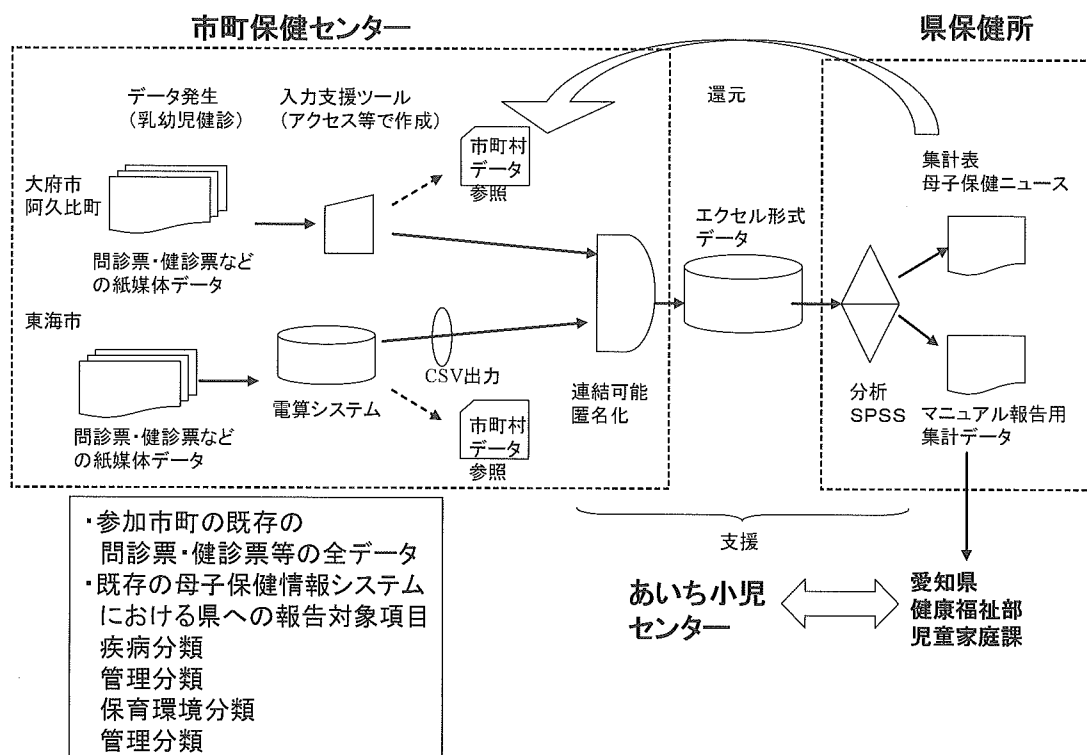 市町保健センター
県保健所
データ発生
（乳幼児健診）
入力支援ツール
（アクセス等で作成）
還元
市町村
データ
参照
集計表
母子保健ニュース
大府市
阿久比町
エクセル形式
データ
問診票・健診票など
の紙媒体データ
東海市
CSV出力
電算システム
連結可能
匿名化
分析
SPSS
マニュアル報告用
集計データ
市町村
データ
参照
問診票・健診票など
の紙媒体データ
・参加市町の既存の
問診票・健診票等の全データ
・既存の母子保健情報システム
における県への報告対象項目
疾病分類
管理分類
保育環境分類
管理分類
支援
あいち小児
センター
愛知県
健康福祉部
児童家庭課